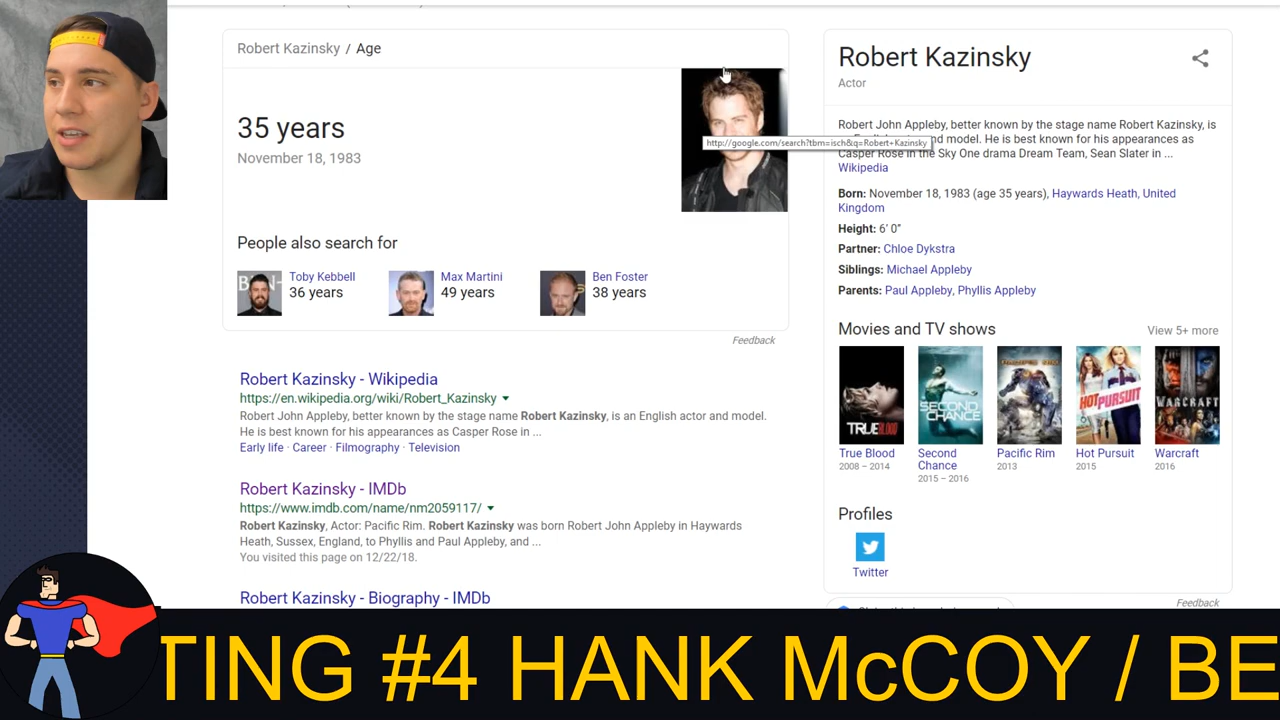 Robert Kazinsky / Age
35 years
November 18, 1983
People also search for
Toby Kebbell
36 years
Max Martini
49 years
Ben Foster
38 years
Feedback
Robert Kazinsky - Wikipedia
https://en.wikipedia.org/wiki/Robert_Kazinsky
Robert John Appleby, better known by the stage name Robert Kazinsky, is an English actor and model.
He is best known for his appearances as Casper Rose in ...
Early life · Career · Filmography · Television
Robert Kazinsky - IMDb
https://www.imdb.com/name/nm2059117/
Robert Kazinsky, Actor: Pacific Rim. Robert Kazinsky was born Robert John Appleby in Haywards
Heath, Sussex, England, to Phyllis and Paul Appleby, and ...
You visited this page on 12/22/18.
Robert Kazinsky - Biography - IMDb
http://google.com/search?tbm=isch&q=Robert+Kazinsky
Robert Kazinsky
Actor
Robert John Appleby, better known by the stage name Robert Kazinsky, is
nd model. He is best known for his appearances as
Casper Rose in the Sky One drama Dream Team, Sean Slater in ...
Wikipedia
Born: November 18, 1983 (age 35 years), Haywards Heath, United
Kingdom
Height: 6' 0"
Partner: Chloe Dykstra
Siblings: Michael Appleby
Parents: Paul Appleby, Phyllis Appleby
Movies and TV shows
View 5+ more
TRUE BLOOD
SECOND
CHANCE
HOT PURSUIT
WARCRAFT
True Blood
2008 – 2014
Second
Chance
2015 – 2016
Pacific Rim
2013
Hot Pursuit
2015
Warcraft
2016
Profiles
Twitter
Feedback
TING #4 HANK McCOY / BE